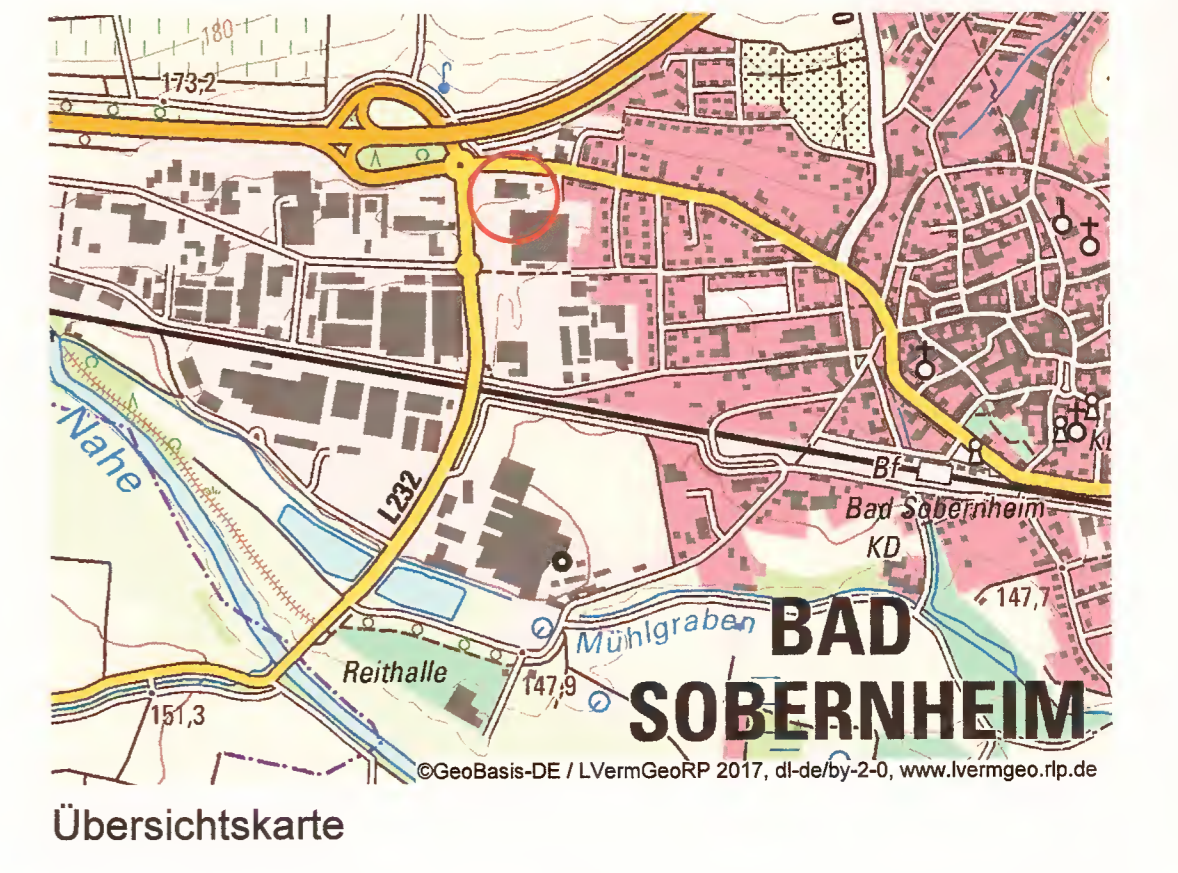 180
173,2
Nahe
L232
Bf
Bad Sobernheim
KD
147,7
Mühlgraben
BAD
SOBERNHEIM
Reithalle
147,9
151,3
©GeoBasis-DE / LVermGeoRP 2017, dl-de/by-2-0, www.lvermgeo.rlp.de
Übersichtskarte